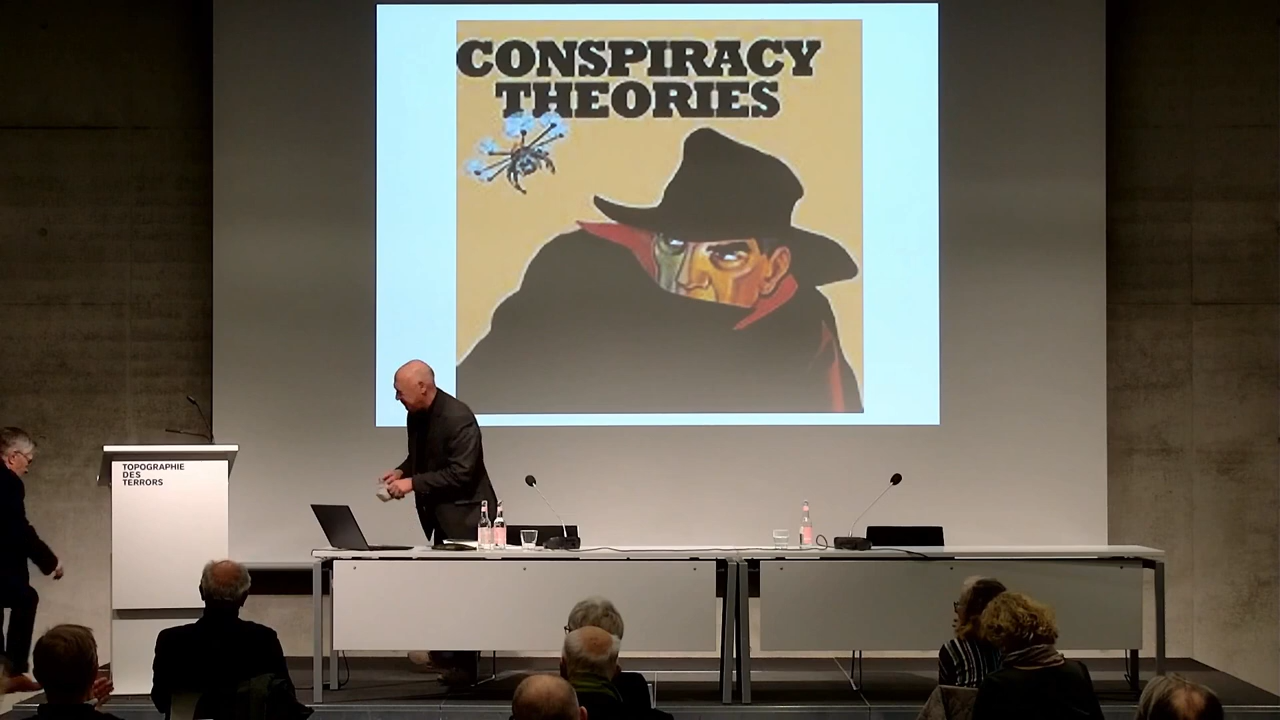 CONSPIRACY
THEORIES
TOPOGRAPHIE
DES
TERRORS